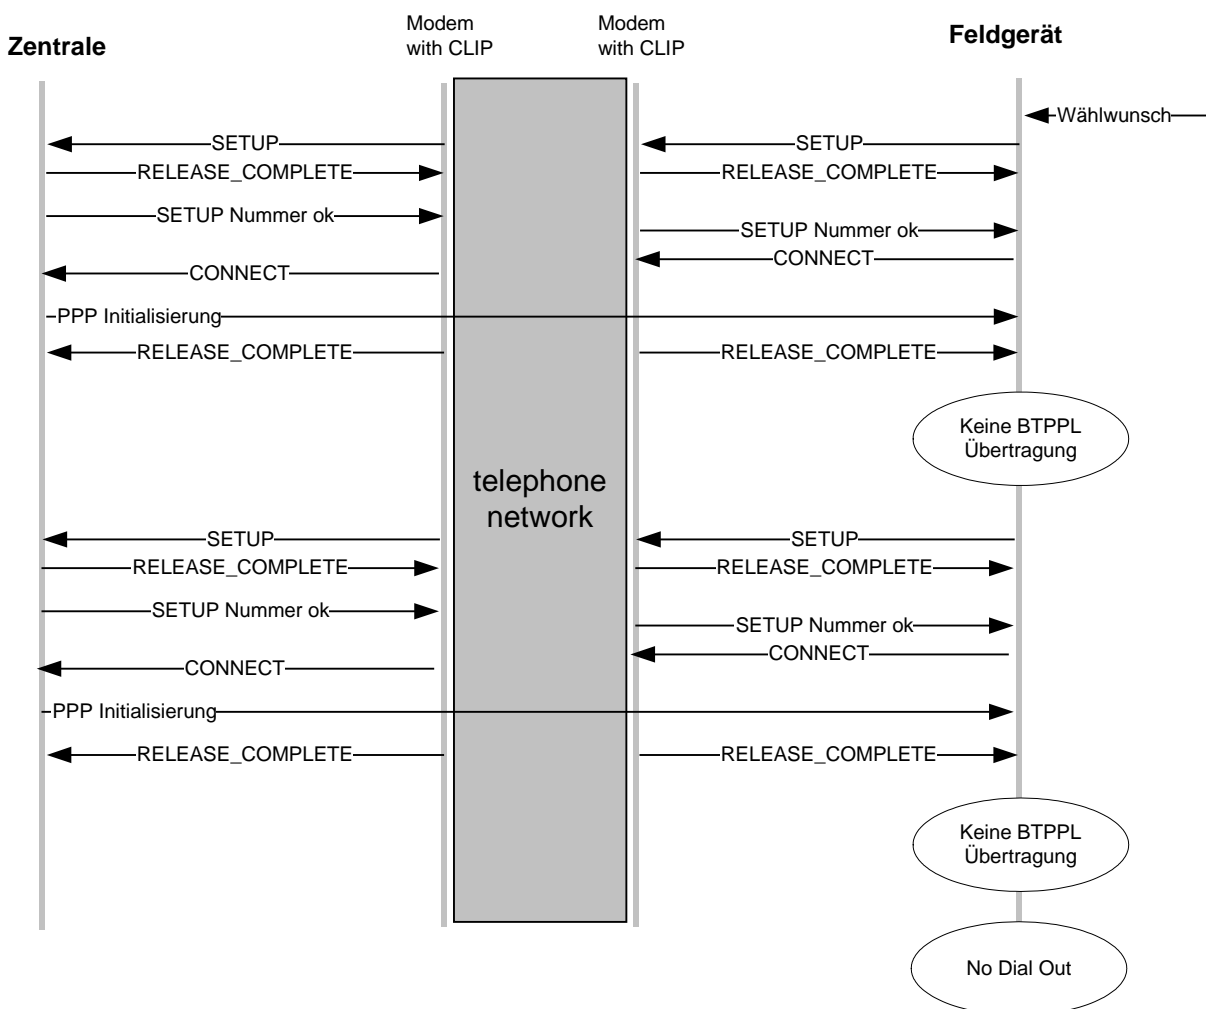 Zentrale
Modem
with CLIP
Modem
with CLIP
Feldgerät
Wählwunsch
SETUP
SETUP
RELEASE_COMPLETE
RELEASE_COMPLETE
SETUP Nummer ok
SETUP Nummer ok
CONNECT
CONNECT
PPP Initialisierung
RELEASE_COMPLETE
RELEASE_COMPLETE
Keine BTPPL
Übertragung
telephone
network
SETUP
SETUP
RELEASE_COMPLETE
RELEASE_COMPLETE
SETUP Nummer ok
SETUP Nummer ok
CONNECT
CONNECT
PPP Initialisierung
RELEASE_COMPLETE
RELEASE_COMPLETE
Keine BTPPL
Übertragung
No Dial Out